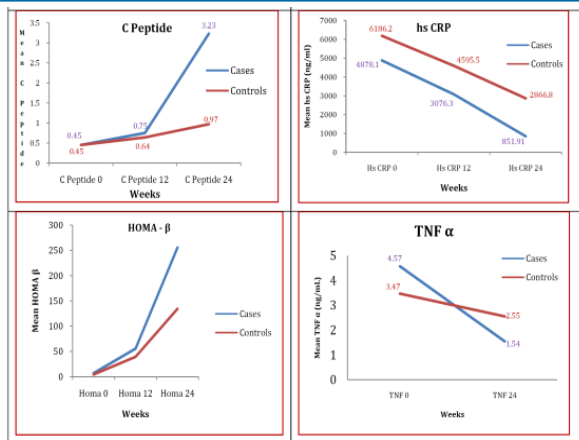 C Peptide
Mean C Peptide
3.5
3
2.5
2
1.5
1
0.5
0
3.23
0.45
0.75
0.97
0.45
0.64
Cases
Controls
C Peptide 0 C Peptide 12 C Peptide 24
Weeks
hs CRP
Mean hs CRP (ng/ml)
7000
6000
5000
4000
3000
2000
1000
0
6186.2
4878.1
4595.5
3076.3
2866.8
851.91
Cases
Controls
Hs CRP 0 Hs CRP 12 Hs CRP 24
Weeks
HOMA - β
Mean HOMA β
300
250
200
150
100
50
0
Cases
Controls
Homa 0 Homa 12 Homa 24
Weeks
TNF α
Mean TNF α (ng/mL)
5
4
3
2
1
0
4.57
3.47
2.55
1.54
Cases
Controls
TNF 0 TNF 24
Weeks